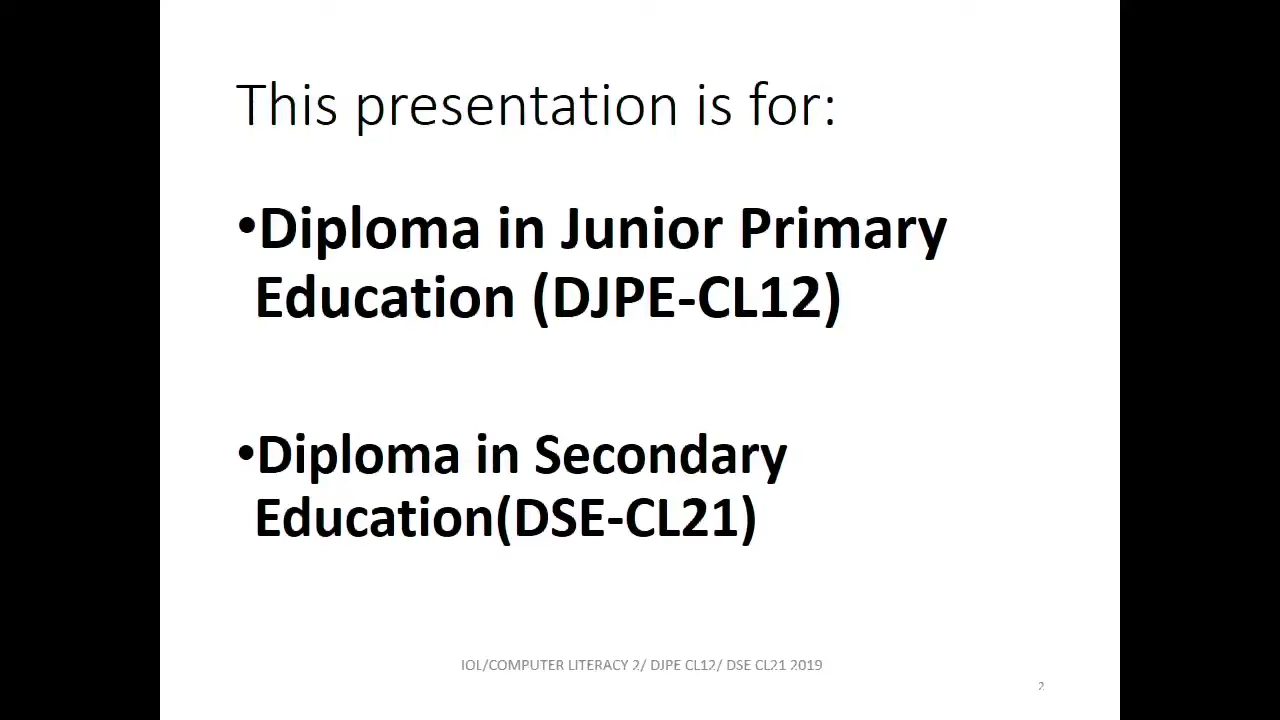 This presentation is for:
•Diploma in Junior Primary
Education (DJPE-CL12)
•Diploma in Secondary
Education(DSE-CL21)
IOL/COMPUTER LITERACY 2/ DJPE CL12/ DSE CL21 2019
2